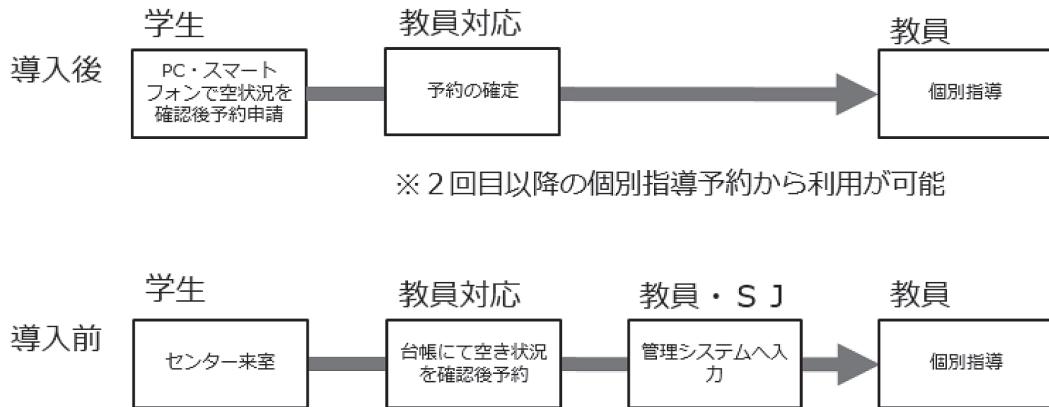 学生
教員対応
教員
導入後
PC・スマート
フォンで空状況を
確認後予約申請
予約の確定
個別指導
※２回目以降の個別指導予約から利用が可能
学生
教員対応
教員・ＳＪ
教員
導入前
センター来室
台帳にて空き状況
を確認後予約
管理システムへ入
力
個別指導